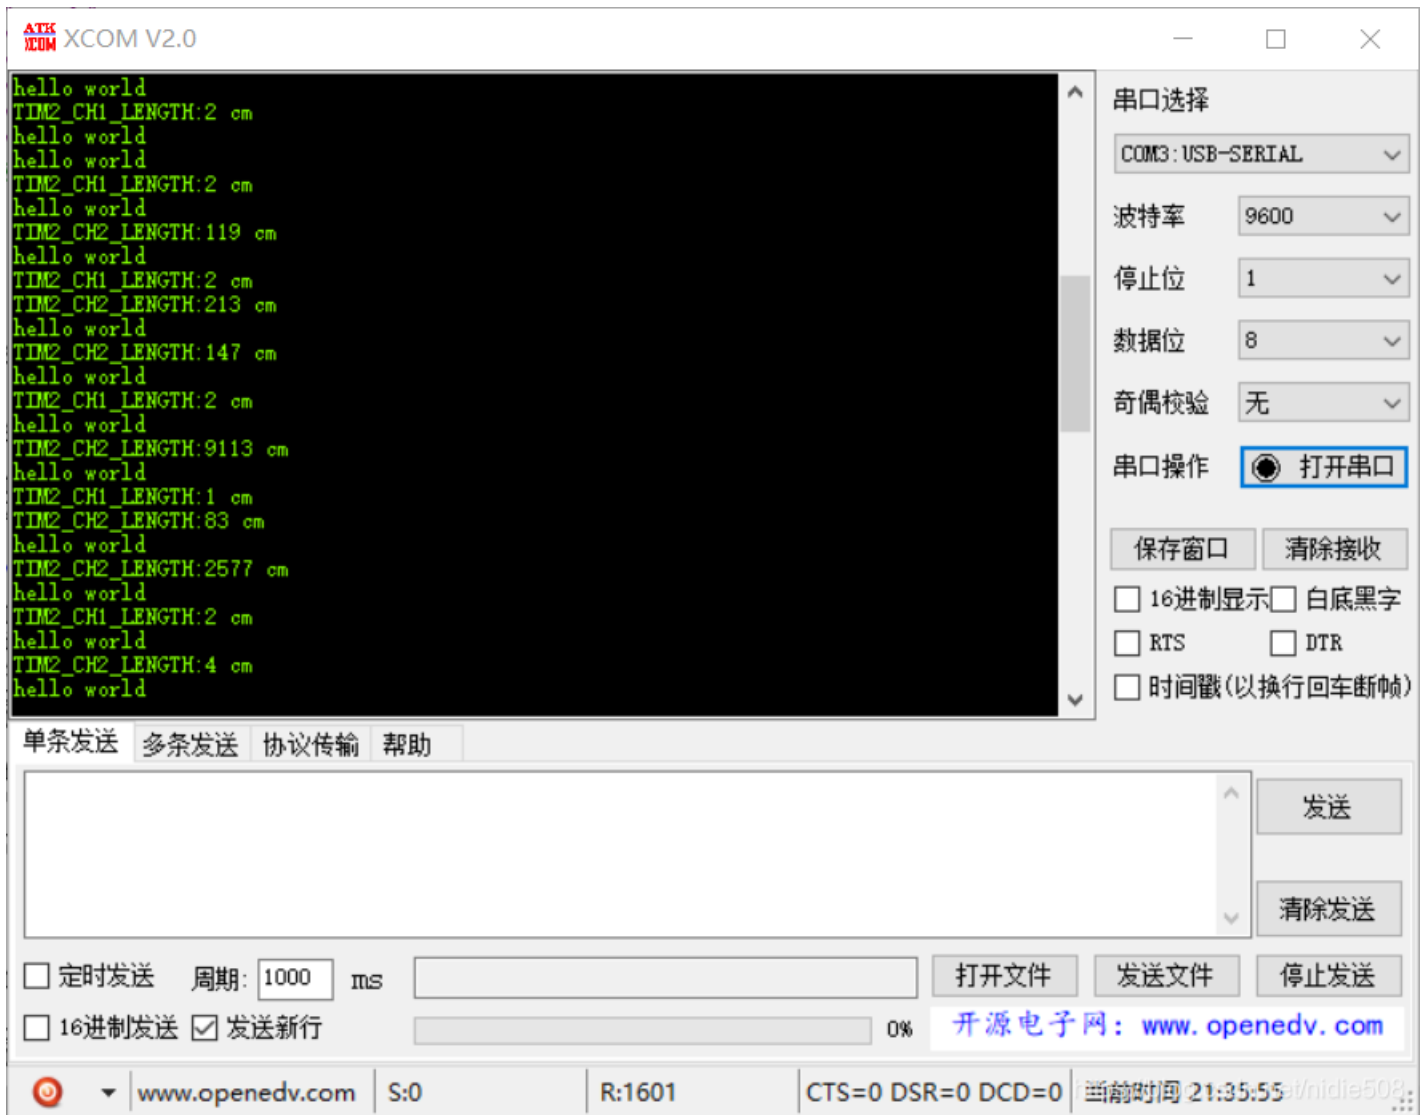 ATK
XCOM
XCOM V2.0
hello world
TIM2_CH1_LENGTH:2 cm
hello world
hello world
TIM2_CH1_LENGTH:2 cm
hello world
TIM2_CH2_LENGTH:119 cm
hello world
TIM2_CH1_LENGTH:2 cm
TIM2_CH2_LENGTH:213 cm
hello world
TIM2_CH2_LENGTH:147 cm
hello world
TIM2_CH1_LENGTH:2 cm
hello world
TIM2_CH2_LENGTH:9113 cm
hello world
TIM2_CH1_LENGTH:1 cm
TIM2_CH2_LENGTH:83 cm
hello world
TIM2_CH2_LENGTH:2577 cm
hello world
TIM2_CH1_LENGTH:2 cm
hello world
TIM2_CH2_LENGTH:4 cm
hello world
串口选择
COM3:USB-SERIAL
波特率 9600
停止位 1
数据位 8
奇偶校验 无
串口操作 打开串口
保存窗口 清除接收
16进制显示 白底黑字
RTS DTR
时间戳(以换行回车断帧)
单条发送 多条发送 协议传输 帮助
发送
清除发送
定时发送 周期: 1000 ms 打开文件 发送文件 停止发送
16进制发送 发送新行 0% 开源电子网: www.openedv.com
www.openedv.com S:0 R:1601 CTS=0 DSR=0 DCD=0 当前时间 21:35:55